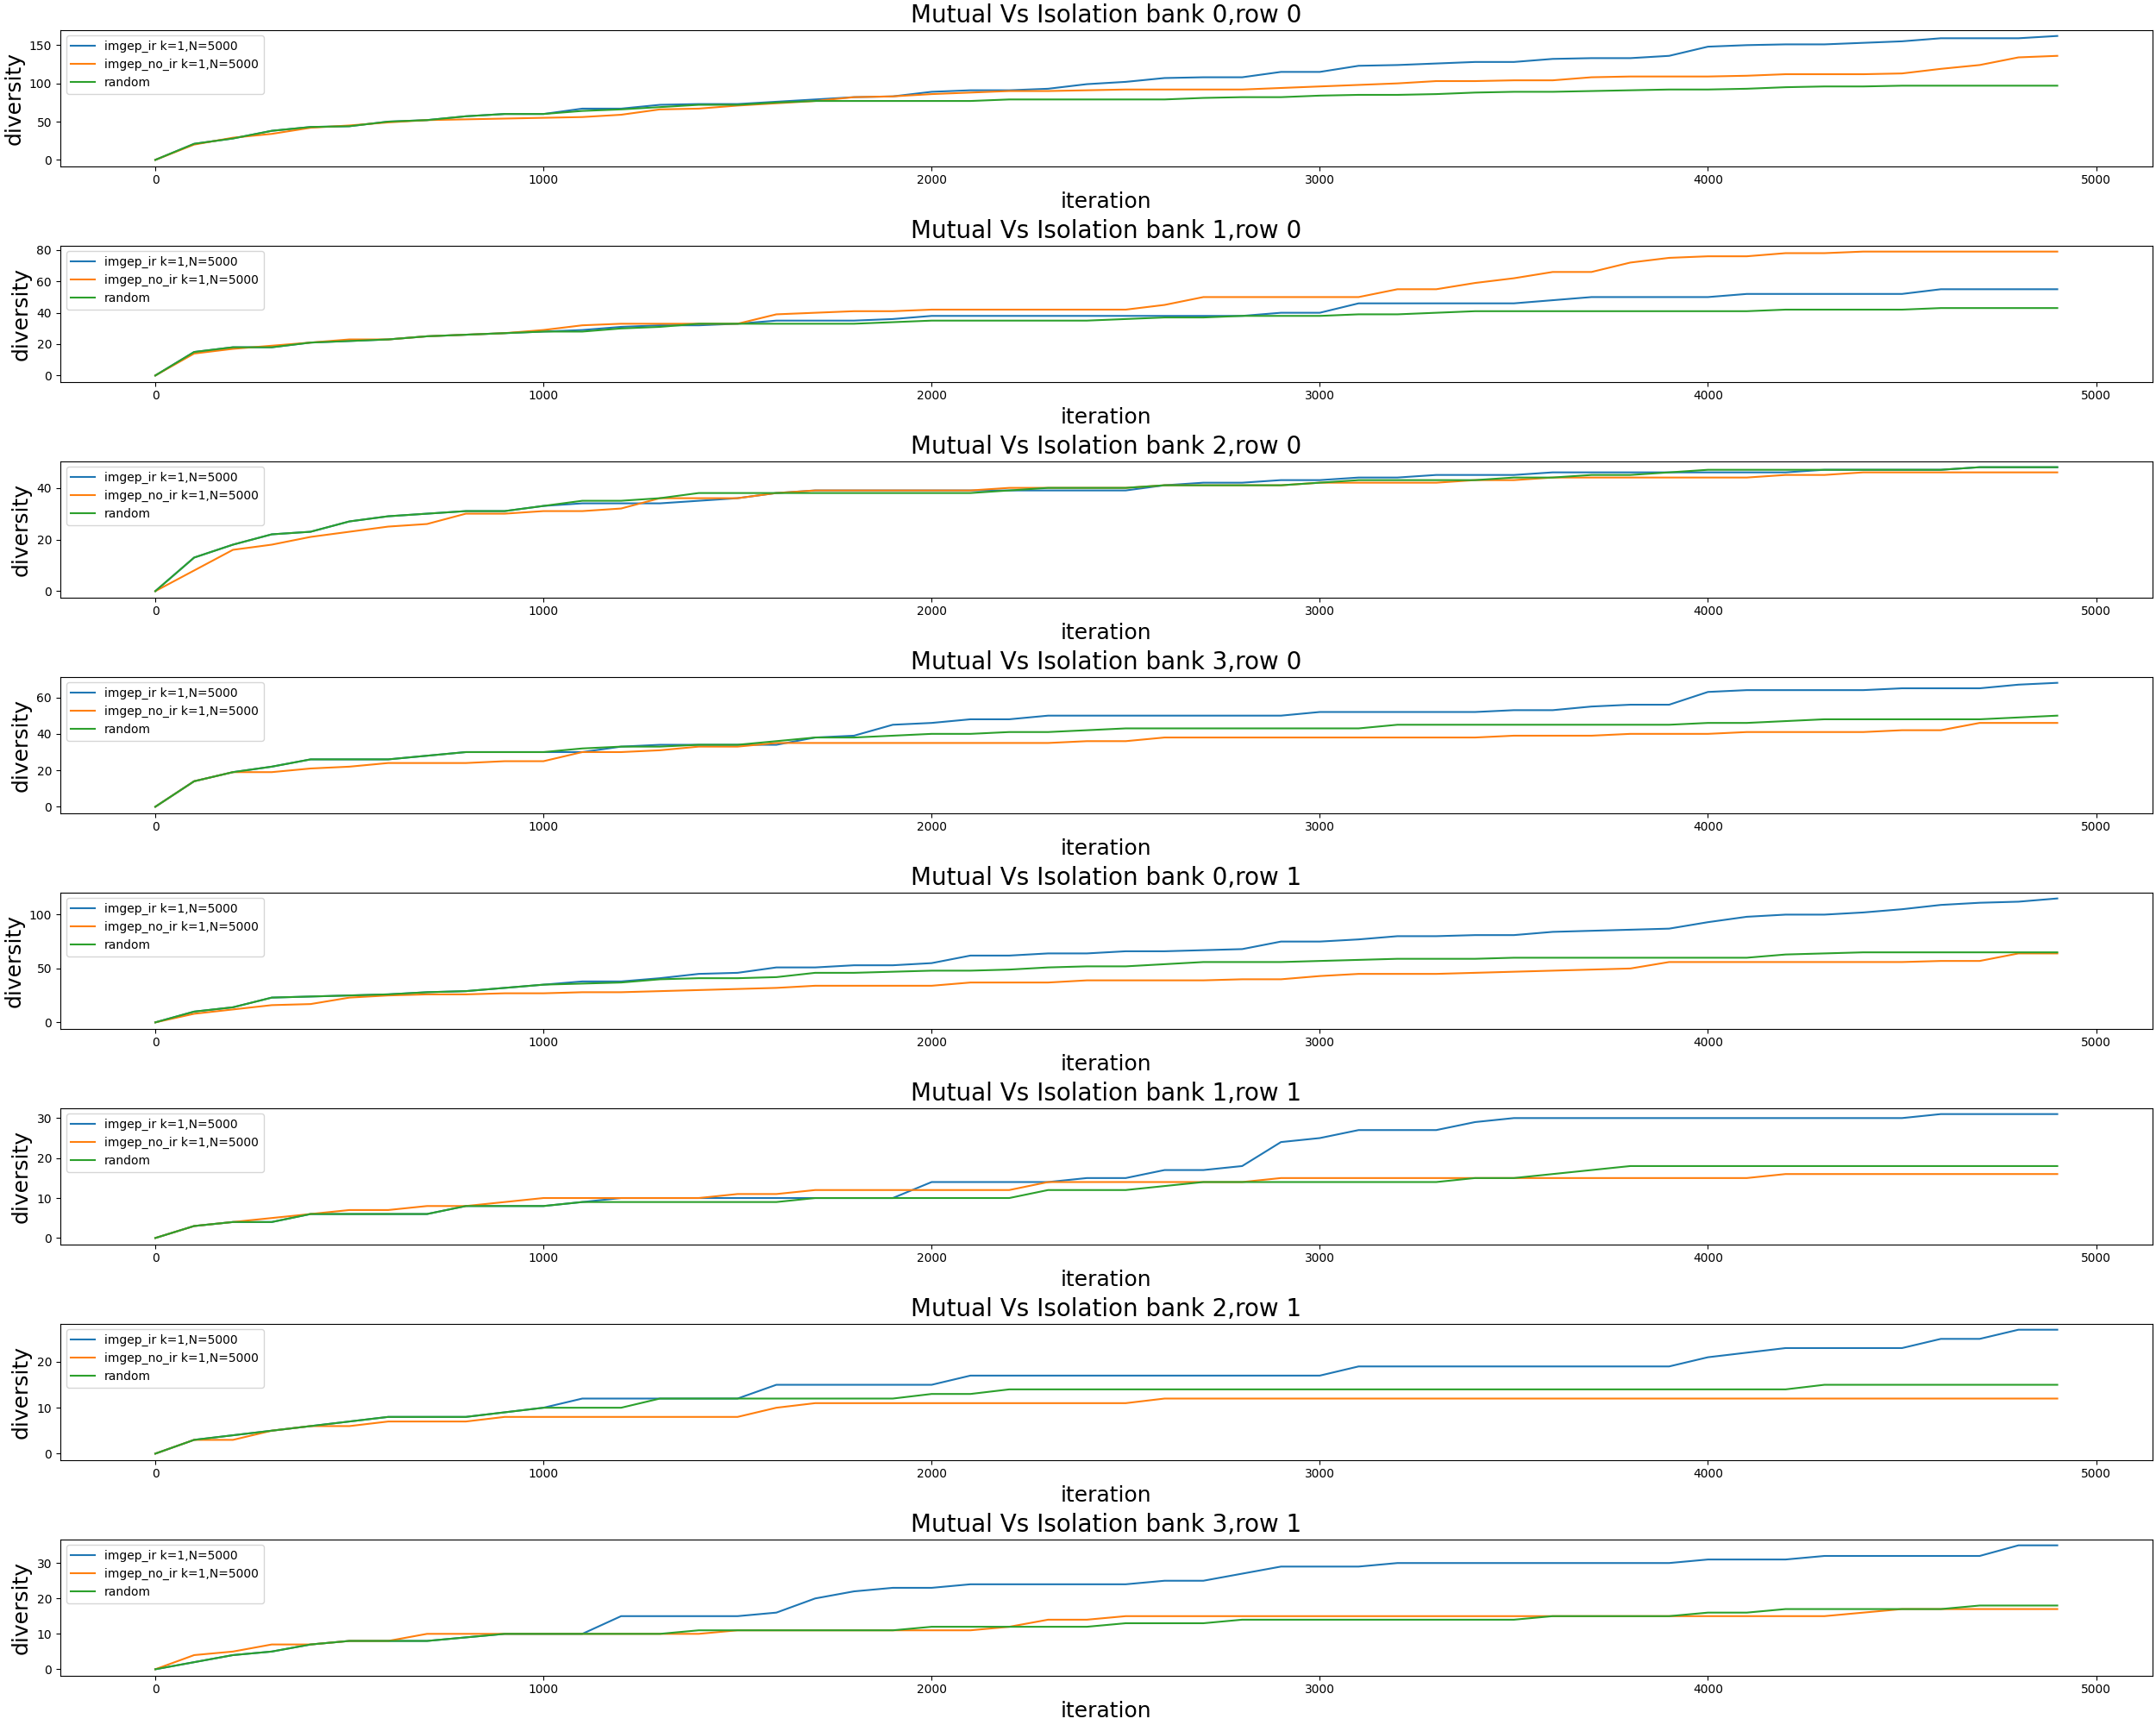 Mutual Vs Isolation bank 0,row 0
diversity
150
100
50
0
imgep_ir k=1,N=5000
imgep_no_ir k=1,N=5000
random
0 1000 2000 3000 4000 5000
iteration
Mutual Vs Isolation bank 1,row 0
diversity
80
60
40
20
0
imgep_ir k=1,N=5000
imgep_no_ir k=1,N=5000
random
0 1000 2000 3000 4000 5000
iteration
Mutual Vs Isolation bank 2,row 0
diversity
40
20
0
imgep_ir k=1,N=5000
imgep_no_ir k=1,N=5000
random
0 1000 2000 3000 4000 5000
iteration
Mutual Vs Isolation bank 3,row 0
diversity
60
40
20
0
imgep_ir k=1,N=5000
imgep_no_ir k=1,N=5000
random
0 1000 2000 3000 4000 5000
iteration
Mutual Vs Isolation bank 0,row 1
diversity
100
50
0
imgep_ir k=1,N=5000
imgep_no_ir k=1,N=5000
random
0 1000 2000 3000 4000 5000
iteration
Mutual Vs Isolation bank 1,row 1
diversity
30
20
10
0
imgep_ir k=1,N=5000
imgep_no_ir k=1,N=5000
random
0 1000 2000 3000 4000 5000
iteration
Mutual Vs Isolation bank 2,row 1
diversity
20
10
0
imgep_ir k=1,N=5000
imgep_no_ir k=1,N=5000
random
0 1000 2000 3000 4000 5000
iteration
Mutual Vs Isolation bank 3,row 1
diversity
30
20
10
0
imgep_ir k=1,N=5000
imgep_no_ir k=1,N=5000
random
0 1000 2000 3000 4000 5000
iteration